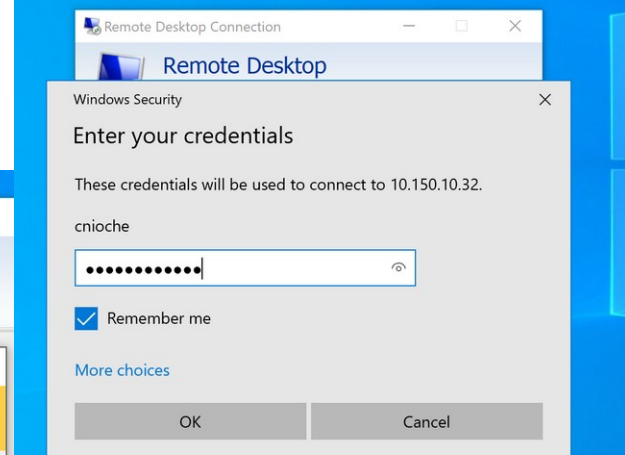 Remote Desktop Connection
Remote Desktop
Windows Security
Enter your credentials
These credentials will be used to connect to 10.150.10.32.
cnioche
●●●●●●●●●●●●
Remember me
More choices
OK
Cancel